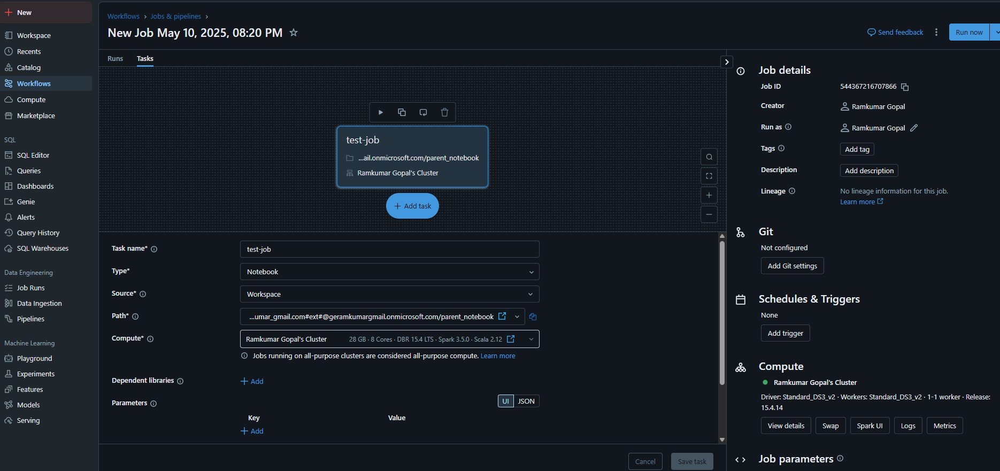 New
Workspace
Recents
Catalog
Workflows
Compute
Marketplace
SQL
SQL Editor
Queries
Dashboards
Genie
Alerts
Query History
SQL Warehouses
Data Engineering
Job Runs
Data Ingestion
Pipelines
Machine Learning
Playground
Experiments
Features
Models
Serving
Workflows › Jobs & pipelines ›
New Job May 10, 2025, 08:20 PM
Send feedback
Run now
Runs Tasks
test-job
...ail.onmicrosoft.com/parent_notebook
Ramkumar Gopal's Cluster
+ Add task
Task name* test-job
Type* Notebook
Source* Workspace
Path* ...umar_gmail.com#ext#@geramkumargmail.onmicrosoft.com/parent_notebook
Compute* Ramkumar Gopal's Cluster 28 GB · 8 Cores · DBR 15.4 LTS · Spark 3.5.0 · Scala 2.12
Jobs running on all-purpose clusters are considered all-purpose compute. Learn more
Dependent libraries + Add
Parameters UI JSON
Key Value
+ Add
Cancel Save task
Job details
Job ID 544367216707866
Creator Ramkumar Gopal
Run as Ramkumar Gopal
Tags Add tag
Description Add description
Lineage No lineage information for this job.
Learn more
Git
Not configured
Add Git settings
Schedules & Triggers
None
Add trigger
Compute
Ramkumar Gopal's Cluster
Driver: Standard_DS3_v2 · Workers: Standard_DS3_v2 · 1-1 worker · Release:
15.4.14
View details Swap Spark UI Logs Metrics
Job parameters